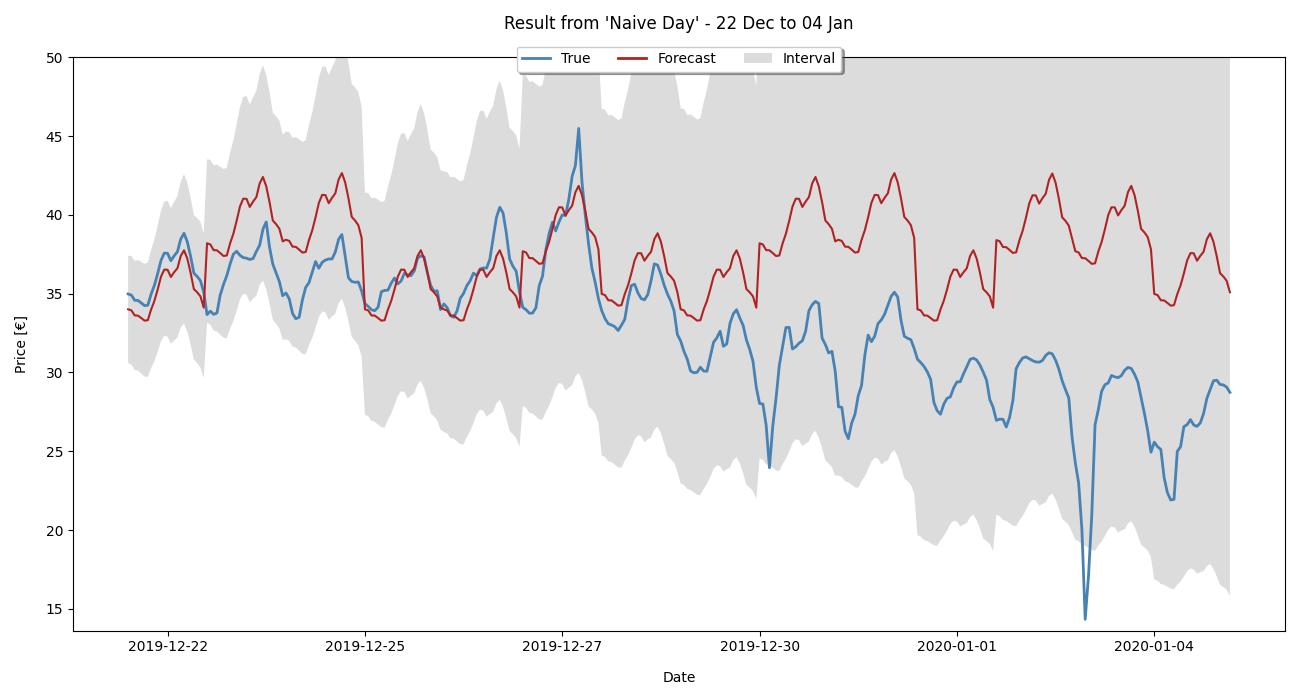 Result from 'Naive Day' - 22 Dec to 04 Jan
True Forecast Interval
50
45
40
35
30
25
20
15
Price [€]
2019-12-22 2019-12-25 2019-12-27 2019-12-30 2020-01-01 2020-01-04
Date